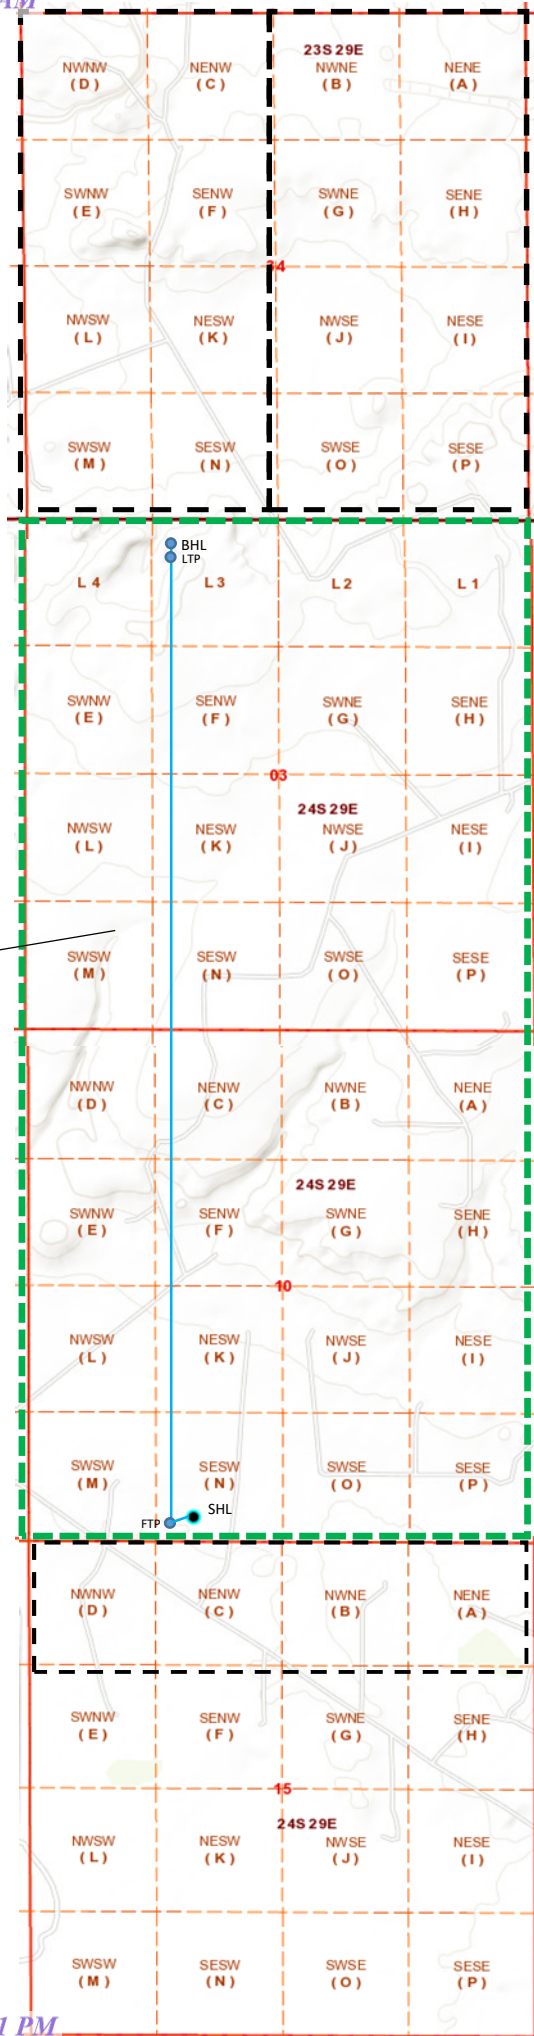 AM
23S 29E
NWNW NENW NWNE NENE
(D) (C) (B) (A)
SWNW SENW SWNE SENE
(E) (F) (G) (H)
34
NWSW NESW NWSE NESE
(L) (K) (J) (I)
SWSW SESW SWSE SESE
(M) (N) (O) (P)
BHL
LTP
L 4 L 3 L 2 L 1
SWNW SENW SWNE SENE
(E) (F) (G) (H)
03
24S 29E
NWSW NESW NWSE NESE
(L) (K) (J) (I)
SWSW SESW SWSE SESE
(M) (N) (O) (P)
NWNW NENW NWNE NENE
(D) (C) (B) (A)
24S 29E
SWNW SENW SWNE SENE
(E) (F) (G) (H)
10
NWSW NESW NWSE NESE
(L) (K) (J) (I)
SWSW SESW SWSE SESE
(M) (N) (O) (P)
SHL
FTP
NWNW NENW NWNE NENE
(D) (C) (B) (A)
SWNW SENW SWNE SENE
(E) (F) (G) (H)
15
24S 29E
NWSW NESW NWSE NESE
(L) (K) (J) (I)
SWSW SESW SWSE SESE
(M) (N) (O) (P)
1 PM